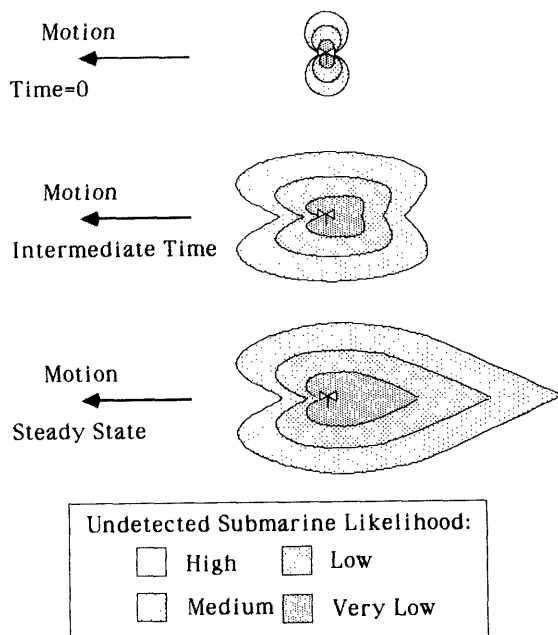 Motion
Time=0
Motion
Intermediate Time
Motion
Steady State
Undetected Submarine Likelihood:
High Low
Medium Very Low